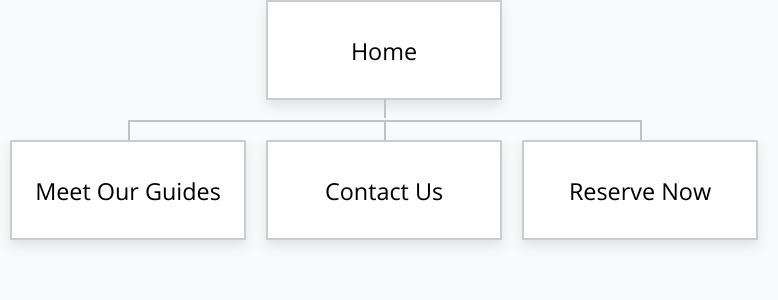 Home
Meet Our Guides
Contact Us
Reserve Now